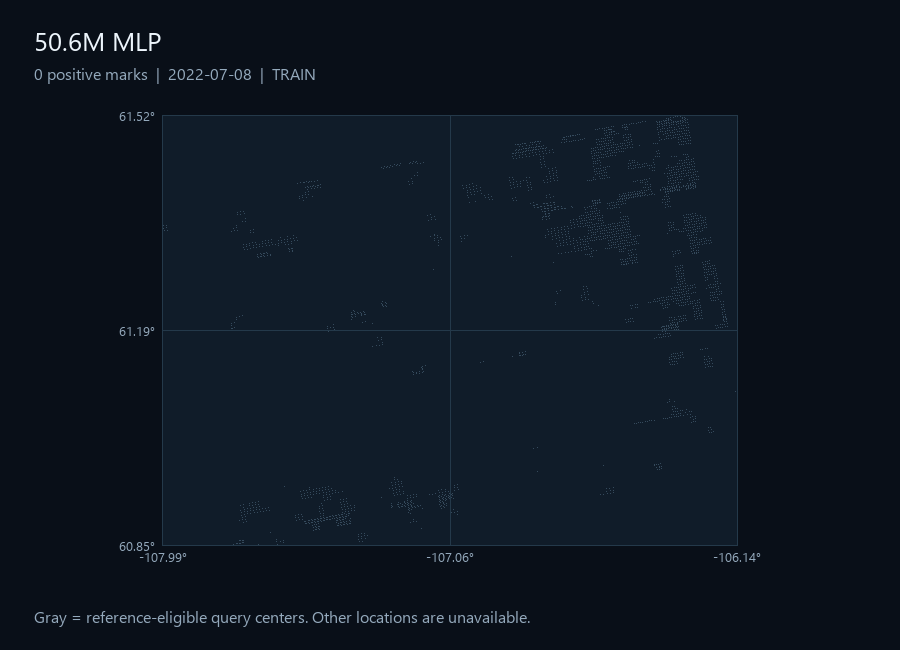 50.6M MLP
0 positive marks | 2022-07-08 | TRAIN
61.52°
61.19°
60.85°
-107.99° -107.06° -106.14°
Gray = reference-eligible query centers. Other locations are unavailable.